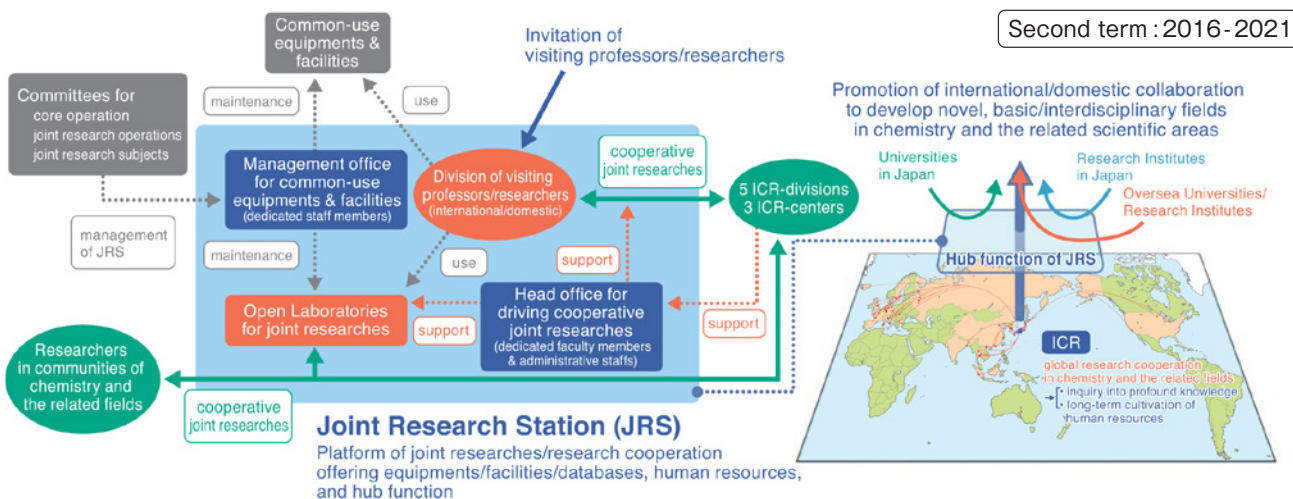 Second term : 2016-2021
Common-use
equipments &
facilities
Invitation of
visiting professors/researchers
Committees for
core operation
joint research operations
joint research subjects
maintenance
use
Management office
for common-use
equipments & facilities
(dedicated staff members)
Division of visiting
professors/researchers
(international/domestic)
cooperative
joint researches
5 ICR-divisions
3 ICR-centers
management
of JRS
maintenance
use
support
Open Laboratories
for joint researches
support
Head office for
driving cooperative
joint researches
(dedicated faculty members
& administrative staffs)
support
Researchers
in communities of
chemistry and
the related fields
cooperative
joint researches
Joint Research Station (JRS)
Platform of joint researches/research cooperation
offering equipments/facilities/databases, human resources,
and hub function
Promotion of international/domestic collaboration
to develop novel, basic/interdisciplinary fields
in chemistry and the related scientific areas
Universities
in Japan
Research Institutes
in Japan
Oversea Universities/
Research Institutes
Hub function of JRS
ICR
global research cooperation
in chemistry and the related fields
・inquiry into profound knowledge
・long-term cultivation of
human resources